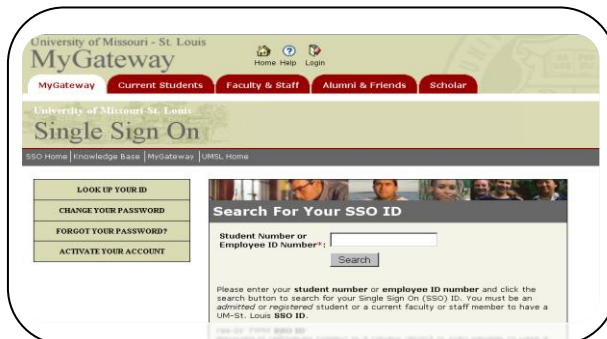 University of Missouri - St. Louis
MyGateway
Home Help Login
MyGateway Current Students Faculty & Staff Alumni & Friends Scholar
University of Missouri-St. Louis
Single Sign On
SSO Home | Knowledge Base | MyGateway | UMSL Home
LOOK UP YOUR ID
CHANGE YOUR PASSWORD
FORGOT YOUR PASSWORD?
ACTIVATE YOUR ACCOUNT
Search For Your SSO ID
Student Number or
Employee ID Number*:
Search
Please enter your student number or employee ID number and click the
search button to search for your Single Sign On (SSO) ID. You must be an
admitted or registered student or a current faculty or staff member to have a
UM-St. Louis SSO ID.